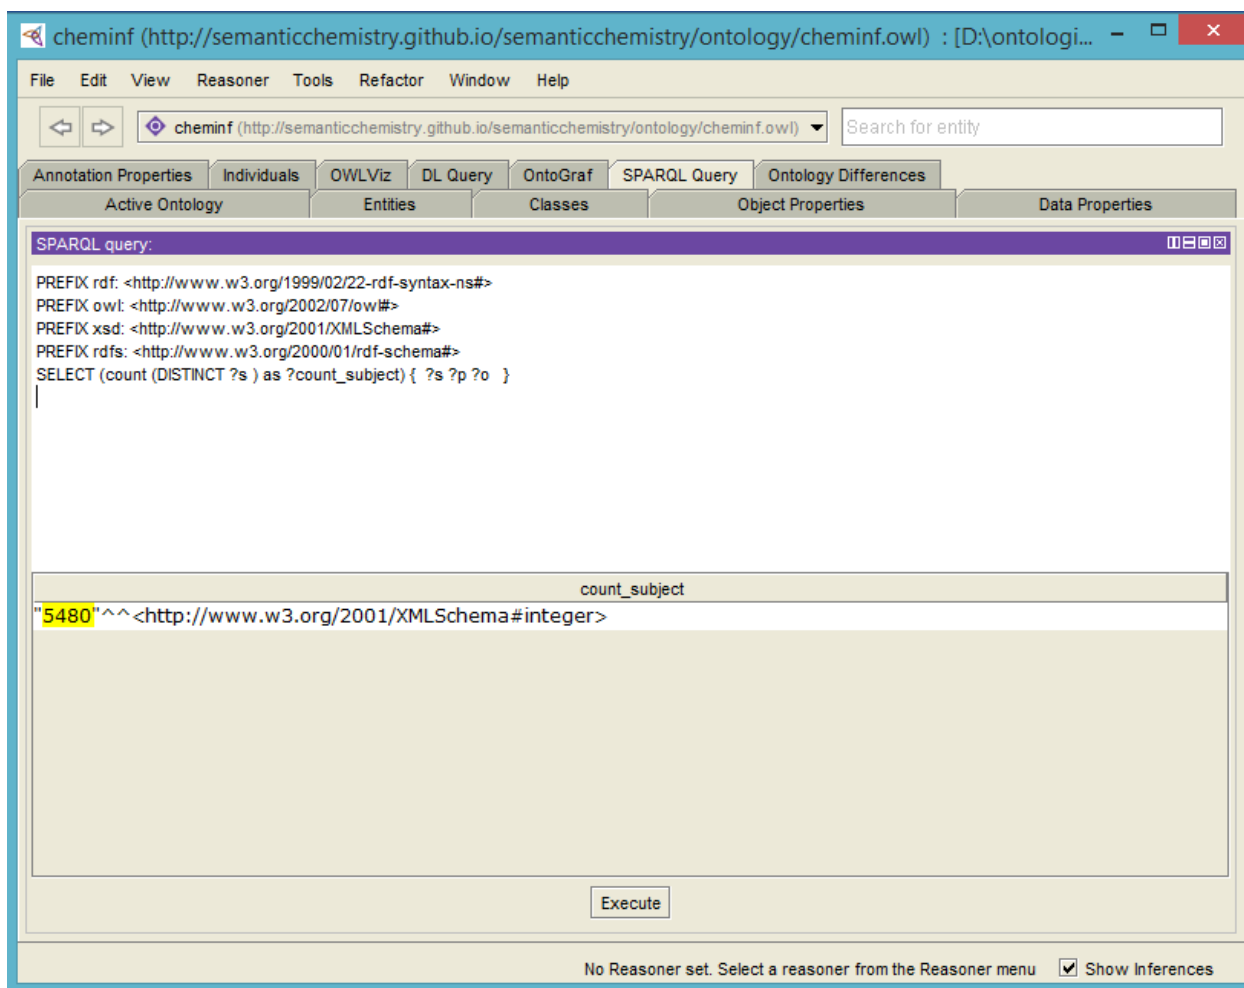 cheminf (http://semanticchemistry.github.io/semanticchemistry/ontology/cheminf.owl) : [D:\ontologi...
File Edit View Reasoner Tools Refactor Window Help
cheminf (http://semanticchemistry.github.io/semanticchemistry/ontology/cheminf.owl) Search for entity
Annotation Properties Individuals OWLViz DL Query OntoGraf SPARQL Query Ontology Differences
Active Ontology Entities Classes Object Properties Data Properties
SPARQL query:
PREFIX rdf: <http://www.w3.org/1999/02/22-rdf-syntax-ns#>
PREFIX owl: <http://www.w3.org/2002/07/owl#>
PREFIX xsd: <http://www.w3.org/2001/XMLSchema#>
PREFIX rdfs: <http://www.w3.org/2000/01/rdf-schema#>
SELECT (count (DISTINCT ?s ) as ?count_subject) { ?s ?p ?o }
count_subject
"5480"^^<http://www.w3.org/2001/XMLSchema#integer>
Execute
No Reasoner set. Select a reasoner from the Reasoner menu Show Inferences